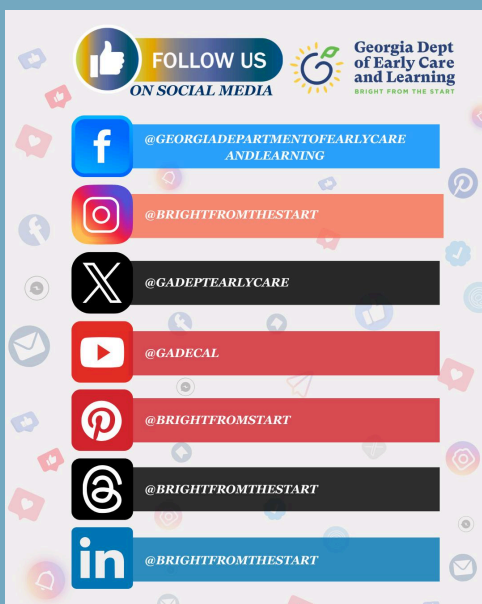 FOLLOW US
ON SOCIAL MEDIA
Georgia Dept
of Early Care
and Learning
BRIGHT FROM THE START
@GEORGIADEPARTMENTOFEARLYCARE
ANDLEARNING
@BRIGHTFROMTHESTART
@GADEPTEARLYCARE
@GADECAL
@BRIGHTFROMSTART
@BRIGHTFROMTHESTART
in
@BRIGHTFROMTHESTART